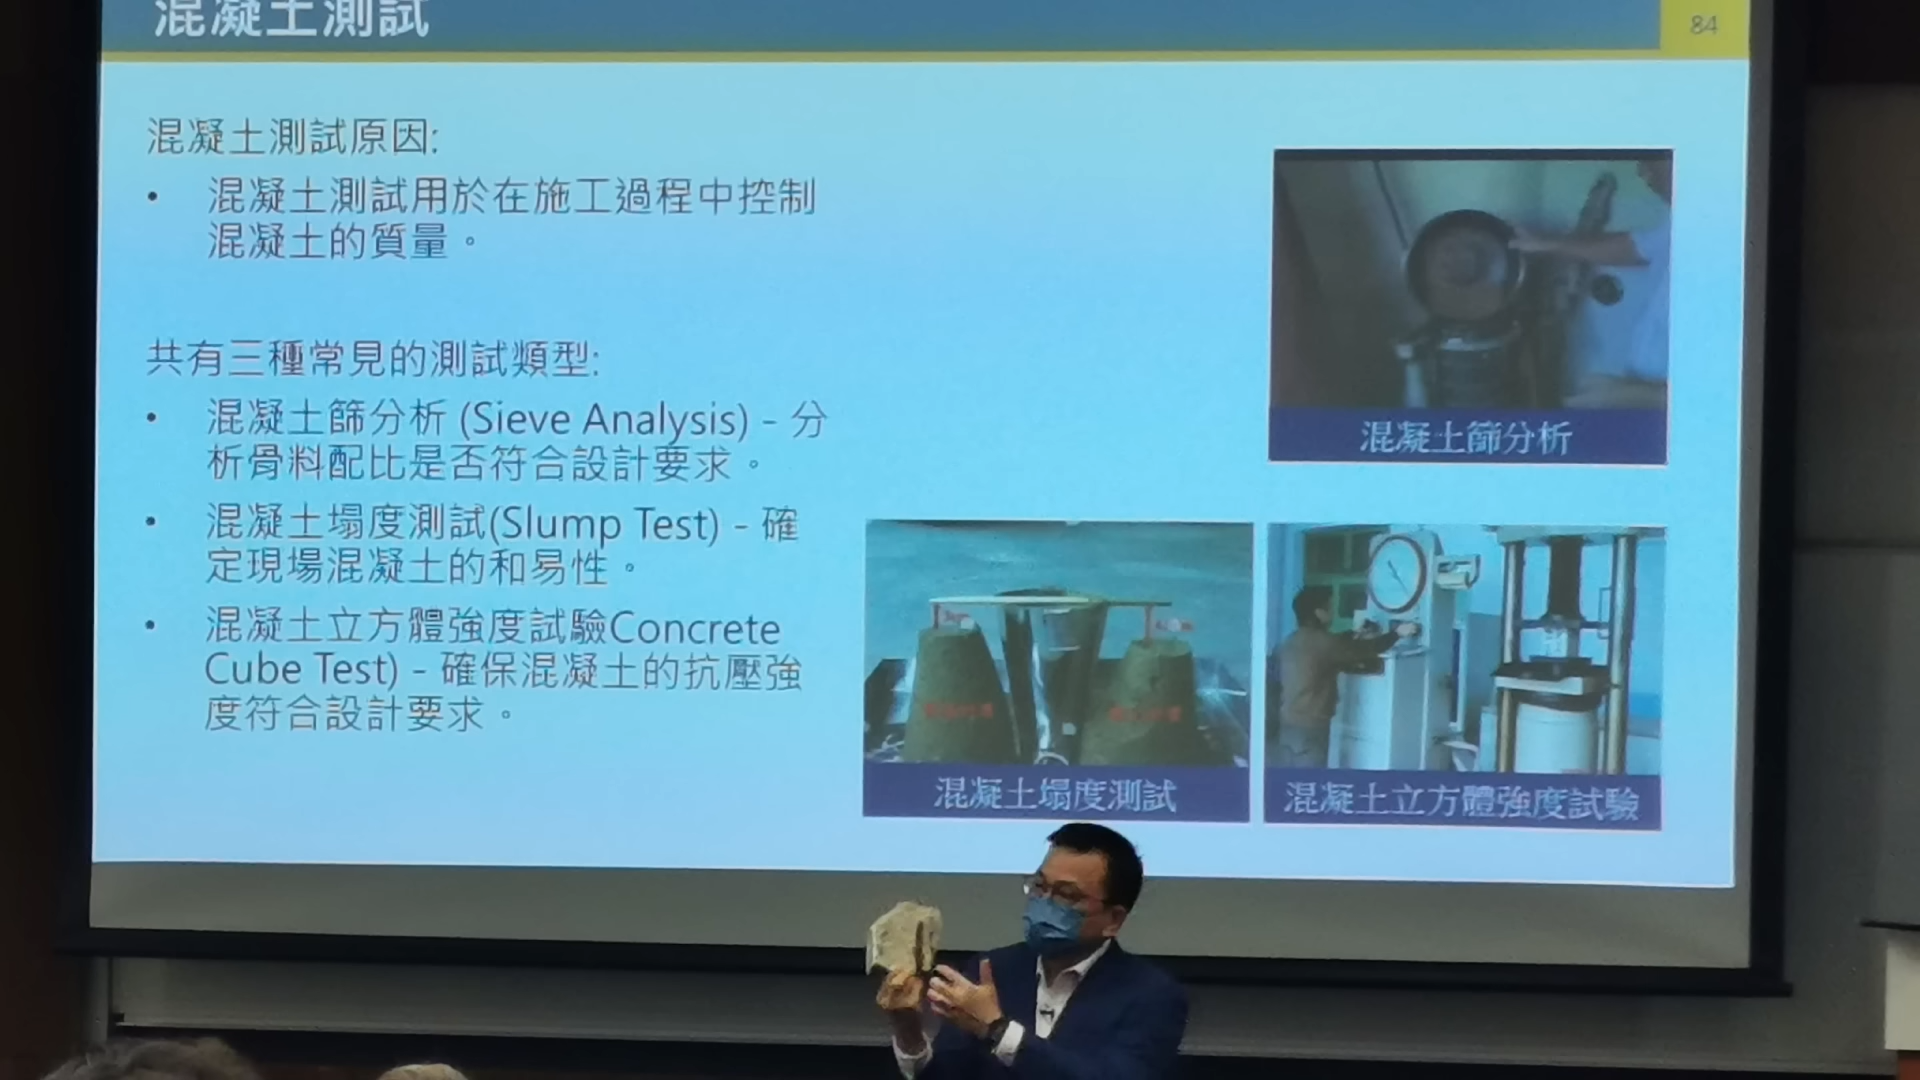 混凝土測試
84
混凝土測試原因:
• 混凝土測試用於在施工過程中控制
混凝土的質量。
共有三種常見的測試類型:
• 混凝土篩分析 (Sieve Analysis) – 分
析骨料配比是否符合設計要求。
• 混凝土塌度測試(Slump Test) – 確
定現場混凝土的和易性。
• 混凝土立方體強度試驗Concrete
Cube Test) – 確保混凝土的抗壓強
度符合設計要求。
混凝土篩分析
混凝土塌度測試
混凝土立方體強度試驗